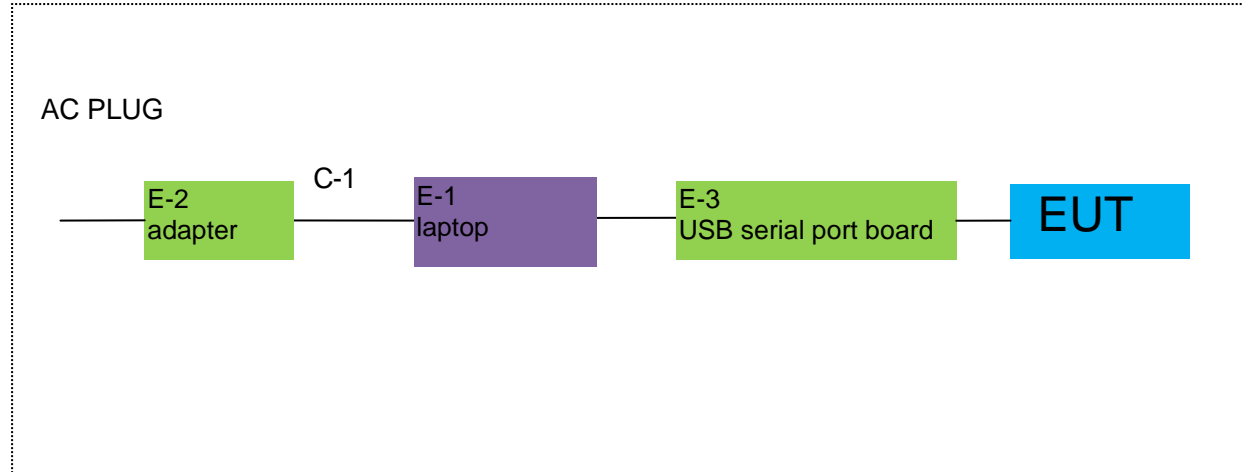 AC PLUG
C-1
E-2
adapter
E-1
laptop
E-3
USB serial port board
EUT